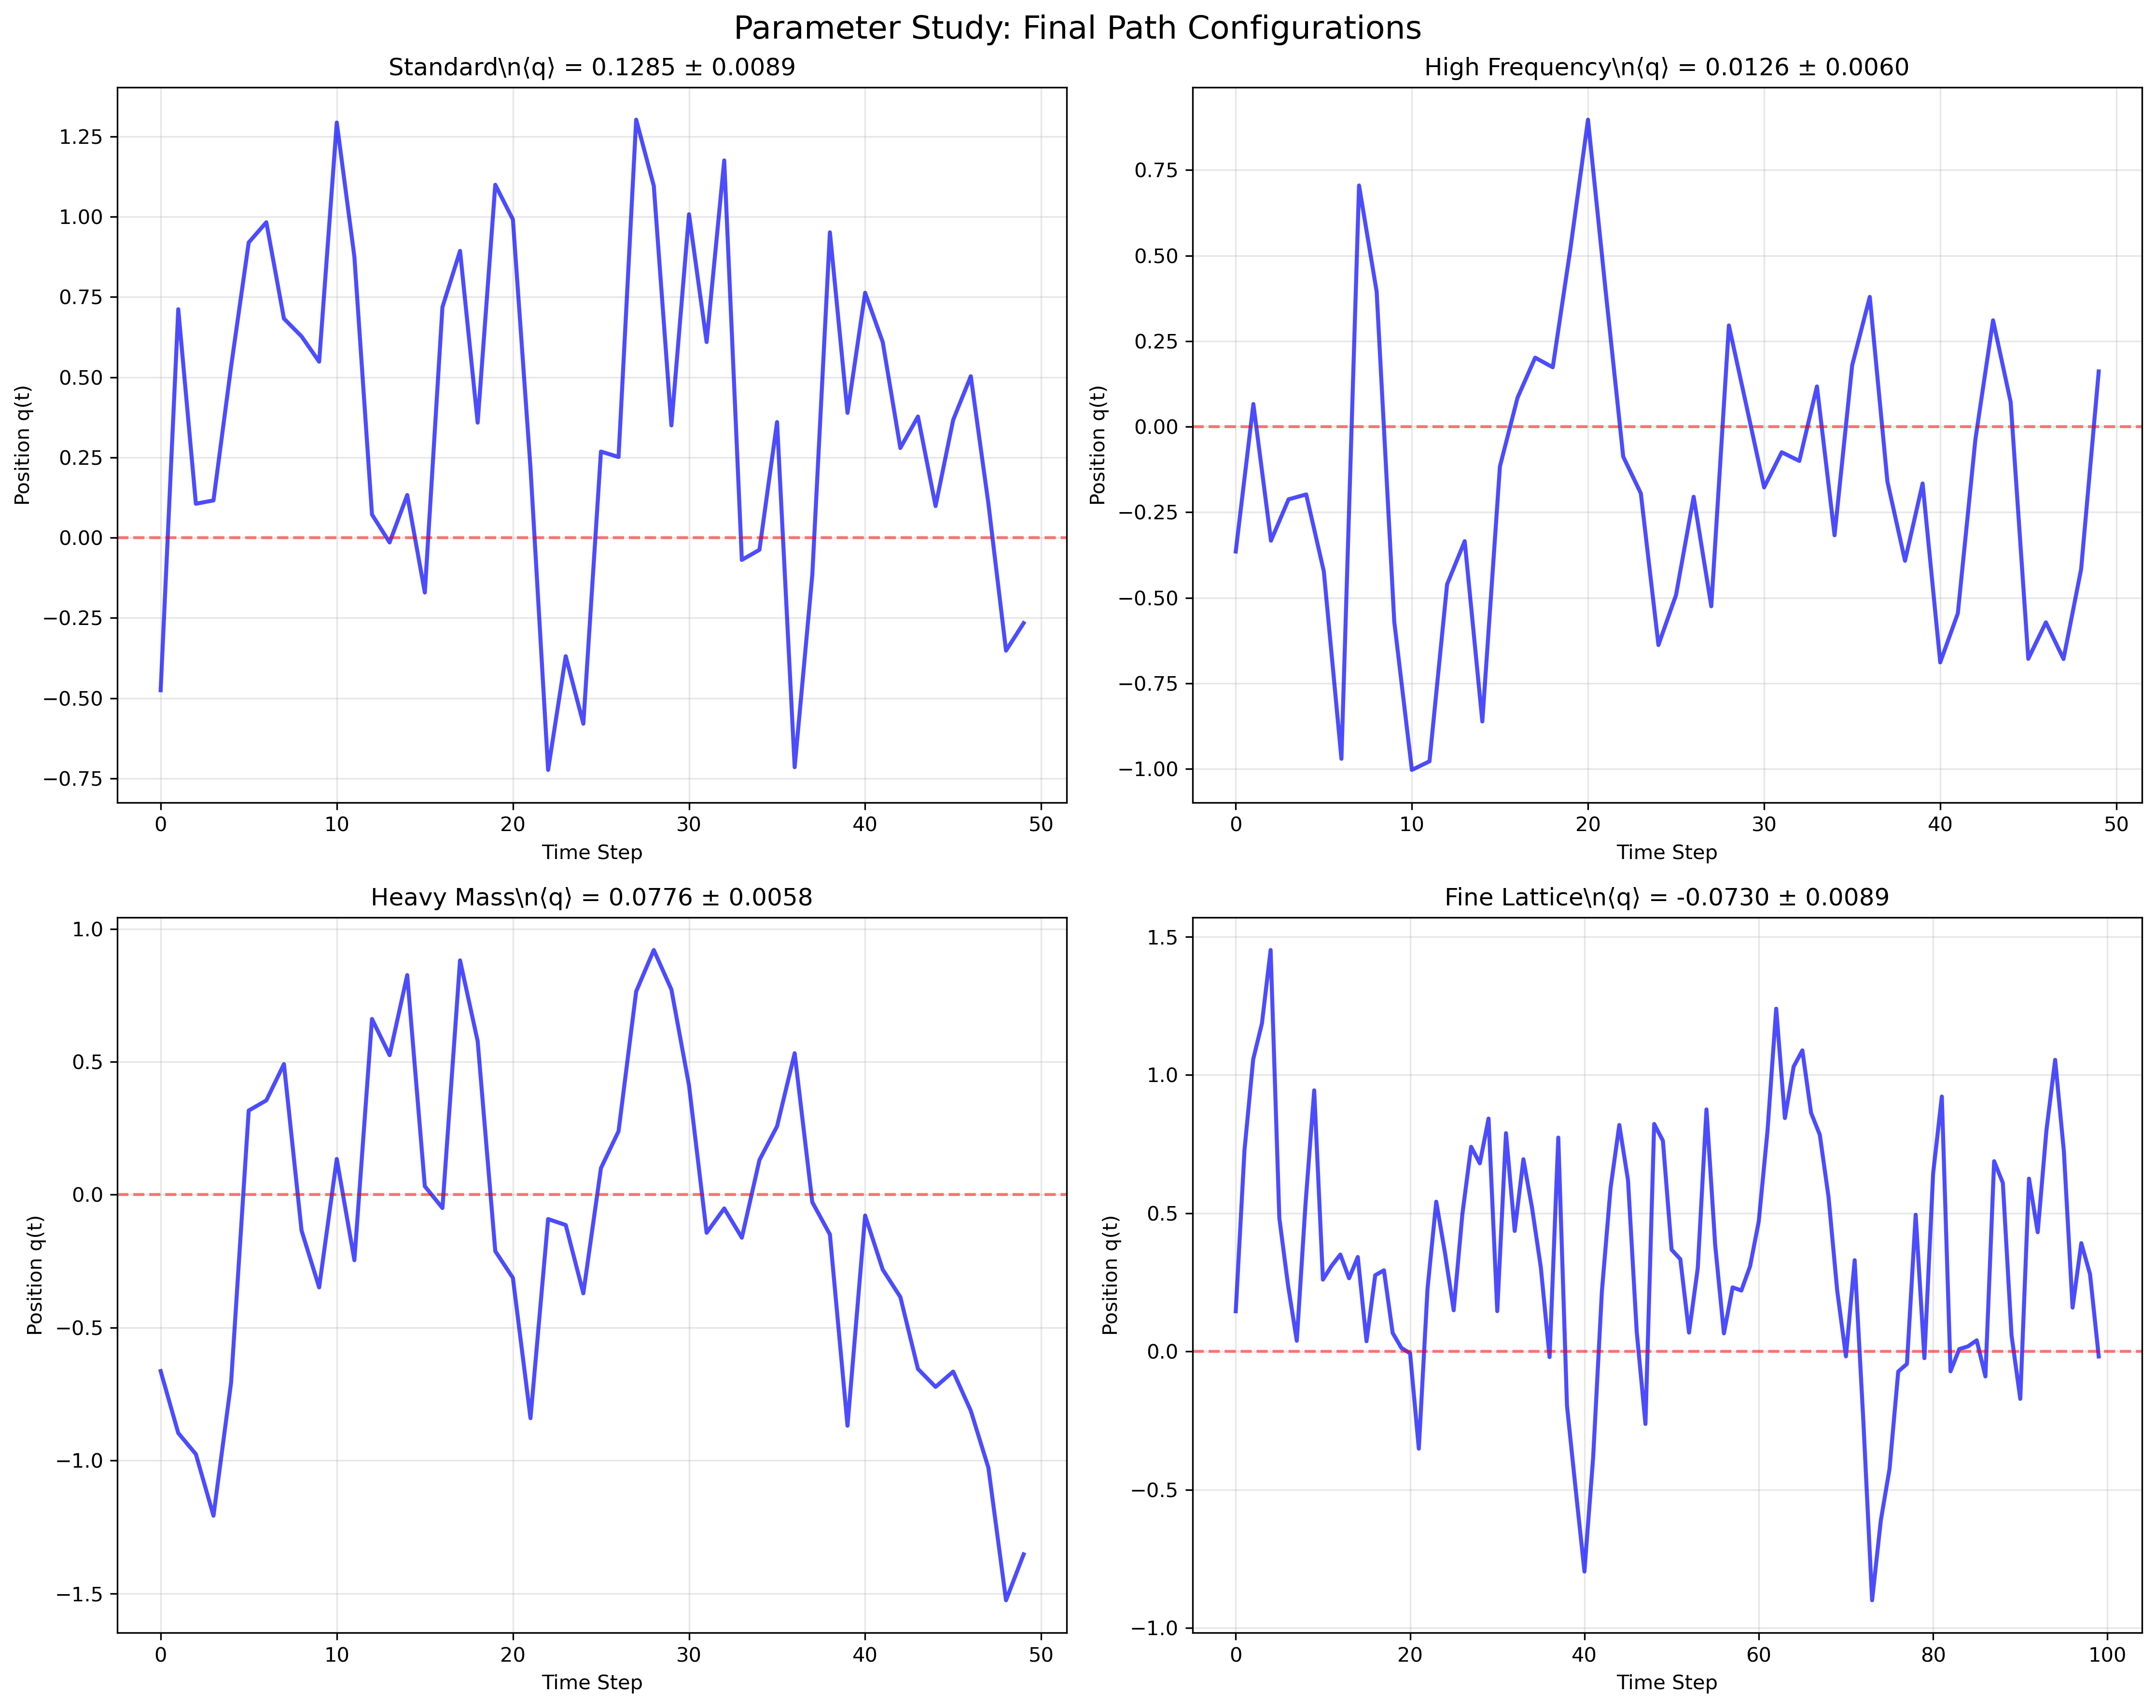 Parameter Study: Final Path Configurations
Standard\n⟨q⟩ = 0.1285 ± 0.0089
1.25
1.00
0.75
0.50
0.25
0.00
−0.25
−0.50
−0.75
Position q(t)
0 10 20 30 40 50
Time Step
High Frequency\n⟨q⟩ = 0.0126 ± 0.0060
0.75
0.50
0.25
0.00
−0.25
−0.50
−0.75
−1.00
Position q(t)
0 10 20 30 40 50
Time Step
Heavy Mass\n⟨q⟩ = 0.0776 ± 0.0058
1.0
0.5
0.0
−0.5
−1.0
−1.5
Position q(t)
0 10 20 30 40 50
Time Step
Fine Lattice\n⟨q⟩ = -0.0730 ± 0.0089
1.5
1.0
0.5
0.0
−0.5
−1.0
Position q(t)
0 20 40 60 80 100
Time Step